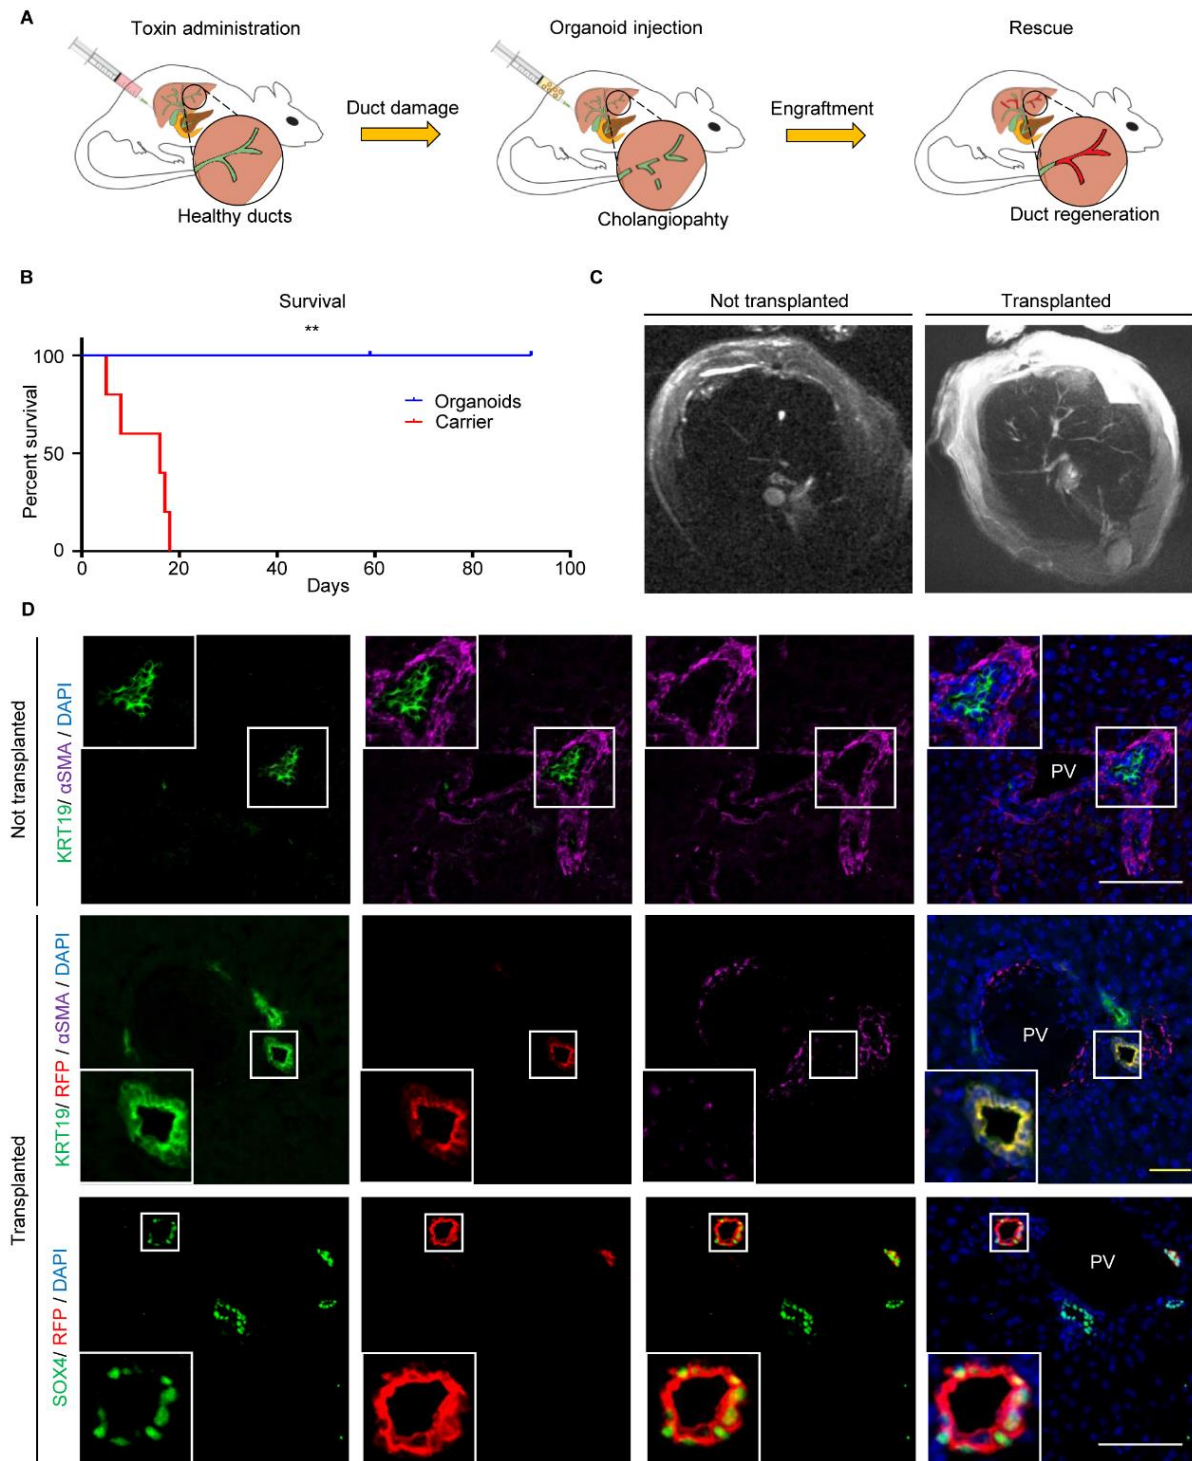 A
Toxin administration
Organoid injection
Rescue
Duct damage
Engraftment
Healthy ducts
Cholangiopahty
Duct regeneration
B
Survival
**
Percent survival
100
50
0
Organoids
Carrier
0 20 40 60 80 100
Days
C
Not transplanted
Transplanted
D
Not transplanted
KRT19/ αSMA / DAPI
PV
Transplanted
KRT19/ RFP / αSMA / DAPI
PV
SOX4/ RFP / DAPI
PV